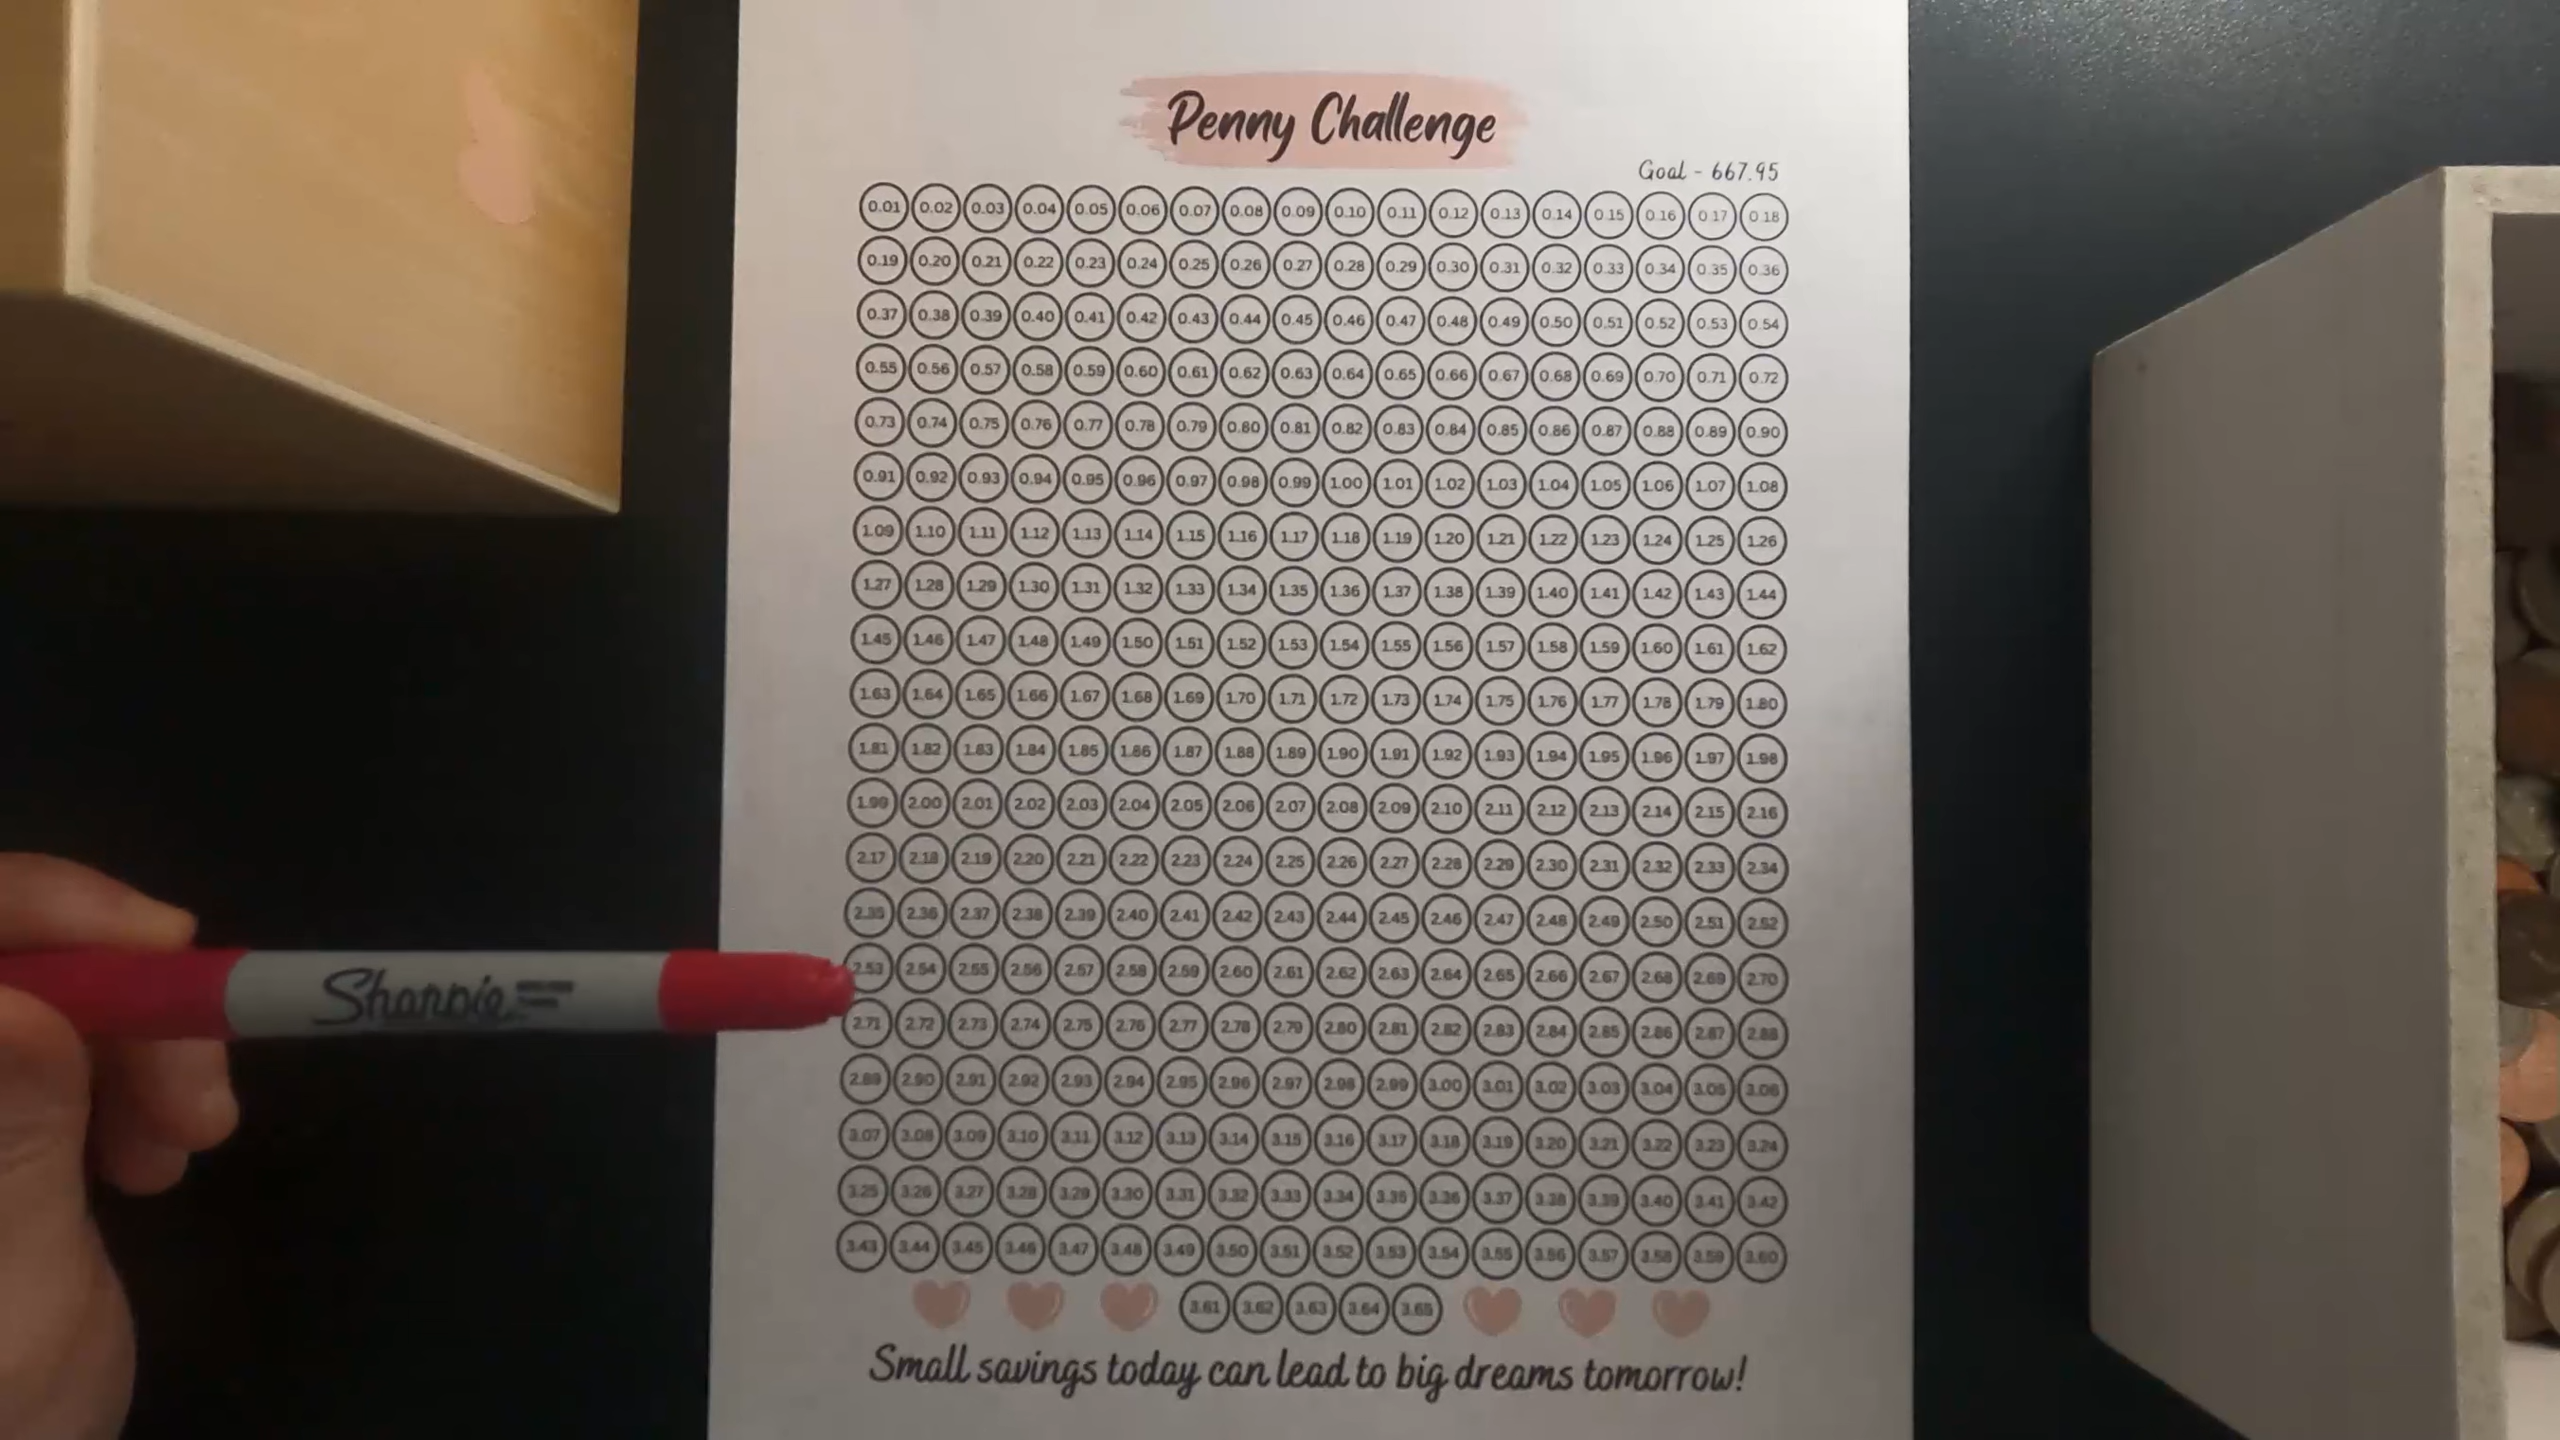 Penny Challenge
Goal - 667.95
0.01 0.02 0.03 0.04 0.05 0.06 0.07 0.08 0.09 0.10 0.11 0.12 0.13 0.14 0.15 0.16 0.17 0.18
0.19 0.20 0.21 0.22 0.23 0.24 0.25 0.26 0.27 0.28 0.29 0.30 0.31 0.32 0.33 0.34 0.35 0.36
0.37 0.38 0.39 0.40 0.41 0.42 0.43 0.44 0.45 0.46 0.47 0.48 0.49 0.50 0.51 0.52 0.53 0.54
0.55 0.56 0.57 0.58 0.59 0.60 0.61 0.62 0.63 0.64 0.65 0.66 0.67 0.68 0.69 0.70 0.71 0.72
0.73 0.74 0.75 0.76 0.77 0.78 0.79 0.80 0.81 0.82 0.83 0.84 0.85 0.86 0.87 0.88 0.89 0.90
0.91 0.92 0.93 0.94 0.95 0.96 0.97 0.98 0.99 1.00 1.01 1.02 1.03 1.04 1.05 1.06 1.07 1.08
1.09 1.10 1.11 1.12 1.13 1.14 1.15 1.16 1.17 1.18 1.19 1.20 1.21 1.22 1.23 1.24 1.25 1.26
1.27 1.28 1.29 1.30 1.31 1.32 1.33 1.34 1.35 1.36 1.37 1.38 1.39 1.40 1.41 1.42 1.43 1.44
1.45 1.46 1.47 1.48 1.49 1.50 1.51 1.52 1.53 1.54 1.55 1.56 1.57 1.58 1.59 1.60 1.61 1.62
1.63 1.64 1.65 1.66 1.67 1.68 1.69 1.70 1.71 1.72 1.73 1.74 1.75 1.76 1.77 1.78 1.79 1.80
1.81 1.82 1.83 1.84 1.85 1.86 1.87 1.88 1.89 1.90 1.91 1.92 1.93 1.94 1.95 1.96 1.97 1.98
1.99 2.00 2.01 2.02 2.03 2.04 2.05 2.06 2.07 2.08 2.09 2.10 2.11 2.12 2.13 2.14 2.15 2.16
2.17 2.18 2.19 2.20 2.21 2.22 2.23 2.24 2.25 2.26 2.27 2.28 2.29 2.30 2.31 2.32 2.33 2.34
2.35 2.36 2.37 2.38 2.39 2.40 2.41 2.42 2.43 2.44 2.45 2.46 2.47 2.48 2.49 2.50 2.51 2.52
2.53 2.54 2.55 2.56 2.57 2.58 2.59 2.60 2.61 2.62 2.63 2.64 2.65 2.66 2.67 2.68 2.69 2.70
Sharpie
2.71 2.72 2.73 2.74 2.75 2.76 2.77 2.78 2.79 2.80 2.81 2.82 2.83 2.84 2.85 2.86 2.87 2.88
2.89 2.90 2.91 2.92 2.93 2.94 2.95 2.96 2.97 2.98 2.99 3.00 3.01 3.02 3.03 3.04 3.05 3.06
3.07 3.08 3.09 3.10 3.11 3.12 3.13 3.14 3.15 3.16 3.17 3.18 3.19 3.20 3.21 3.22 3.23 3.24
3.25 3.26 3.27 3.28 3.29 3.30 3.31 3.32 3.33 3.34 3.35 3.36 3.37 3.38 3.39 3.40 3.41 3.42
3.43 3.44 3.45 3.46 3.47 3.48 3.49 3.50 3.51 3.52 3.53 3.54 3.55 3.56 3.57 3.58 3.59 3.60
3.61 3.62 3.63 3.64 3.65
Small savings today can lead to big dreams tomorrow!